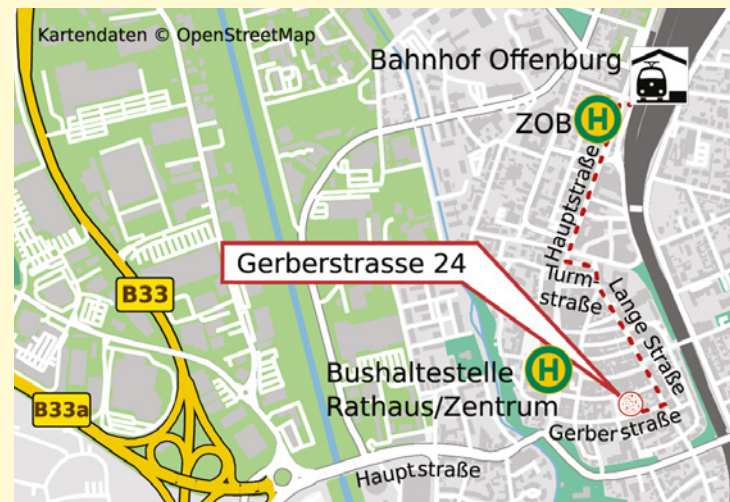 Kartendaten © OpenStreetMap
Bahnhof Offenburg
ZOB H
Hauptstraße
Gerberstrasse 24
Turm-
straße
B33
Lange Straße
Bushaltestelle H
Rathaus/Zentrum
B33a
Gerberstraße
Hauptstraße